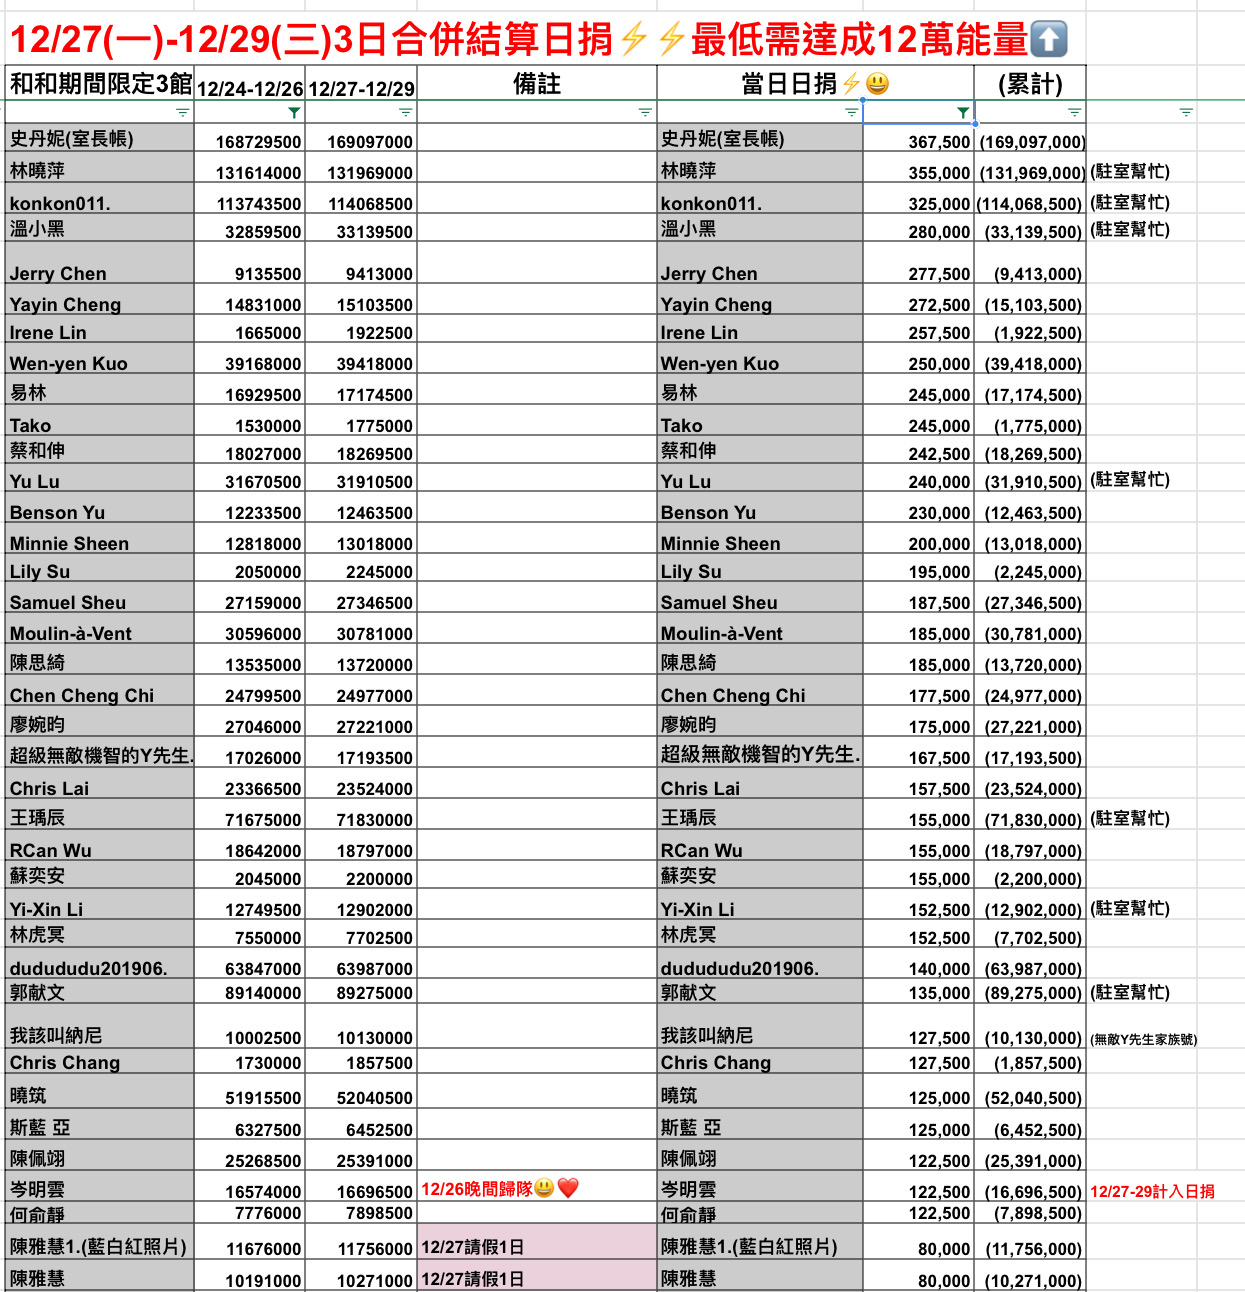 12/27(一)-12/29(三)3日合併結算日捐⚡⚡最低需達成12萬能量⬆️
和和期間限定3館 12/24-12/26 12/27-12/29 備註 當日日捐⚡😃 (累計)
史丹妮(室長帳) 168729500 169097000 史丹妮(室長帳) 367,500 (169,097,000)
林曉萍 131614000 131969000 林曉萍 355,000 (131,969,000) (駐室幫忙)
konkon011. 113743500 114068500 konkon011. 325,000 (114,068,500) (駐室幫忙)
溫小黑 32859500 33139500 溫小黑 280,000 (33,139,500) (駐室幫忙)
Jerry Chen 9135500 9413000 Jerry Chen 277,500 (9,413,000)
Yayin Cheng 14831000 15103500 Yayin Cheng 272,500 (15,103,500)
Irene Lin 1665000 1922500 Irene Lin 257,500 (1,922,500)
Wen-yen Kuo 39168000 39418000 Wen-yen Kuo 250,000 (39,418,000)
易林 16929500 17174500 易林 245,000 (17,174,500)
Tako 1530000 1775000 Tako 245,000 (1,775,000)
蔡和伸 18027000 18269500 蔡和伸 242,500 (18,269,500)
Yu Lu 31670500 31910500 Yu Lu 240,000 (31,910,500) (駐室幫忙)
Benson Yu 12233500 12463500 Benson Yu 230,000 (12,463,500)
Minnie Sheen 12818000 13018000 Minnie Sheen 200,000 (13,018,000)
Lily Su 2050000 2245000 Lily Su 195,000 (2,245,000)
Samuel Sheu 27159000 27346500 Samuel Sheu 187,500 (27,346,500)
Moulin-à-Vent 30596000 30781000 Moulin-à-Vent 185,000 (30,781,000)
陳思綺 13535000 13720000 陳思綺 185,000 (13,720,000)
Chen Cheng Chi 24799500 24977000 Chen Cheng Chi 177,500 (24,977,000)
廖婉昀 27046000 27221000 廖婉昀 175,000 (27,221,000)
超級無敵機智的Y先生. 17026000 17193500 超級無敵機智的Y先生. 167,500 (17,193,500)
Chris Lai 23366500 23524000 Chris Lai 157,500 (23,524,000)
王瑀辰 71675000 71830000 王瑀辰 155,000 (71,830,000) (駐室幫忙)
RCan Wu 18642000 18797000 RCan Wu 155,000 (18,797,000)
蘇奕安 2045000 2200000 蘇奕安 155,000 (2,200,000)
Yi-Xin Li 12749500 12902000 Yi-Xin Li 152,500 (12,902,000) (駐室幫忙)
林虎冥 7550000 7702500 林虎冥 152,500 (7,702,500)
dudududu201906. 63847000 63987000 dudududu201906. 140,000 (63,987,000)
郭献文 89140000 89275000 郭献文 135,000 (89,275,000) (駐室幫忙)
我該叫納尼 10002500 10130000 我該叫納尼 127,500 (10,130,000) (無敵Y先生家族號)
Chris Chang 1730000 1857500 Chris Chang 127,500 (1,857,500)
曉筑 51915500 52040500 曉筑 125,000 (52,040,500)
斯藍 亞 6327500 6452500 斯藍 亞 125,000 (6,452,500)
陳佩翊 25268500 25391000 陳佩翊 122,500 (25,391,000)
岑明雲 16574000 16696500 12/26晚間歸隊😃❤️ 岑明雲 122,500 (16,696,500) 12/27-29計入日捐
何俞靜 7776000 7898500 何俞靜 122,500 (7,898,500)
陳雅慧1.(藍白紅照片) 11676000 11756000 12/27請假1日 陳雅慧1.(藍白紅照片) 80,000 (11,756,000)
陳雅慧 10191000 10271000 12/27請假1日 陳雅慧 80,000 (10,271,000)